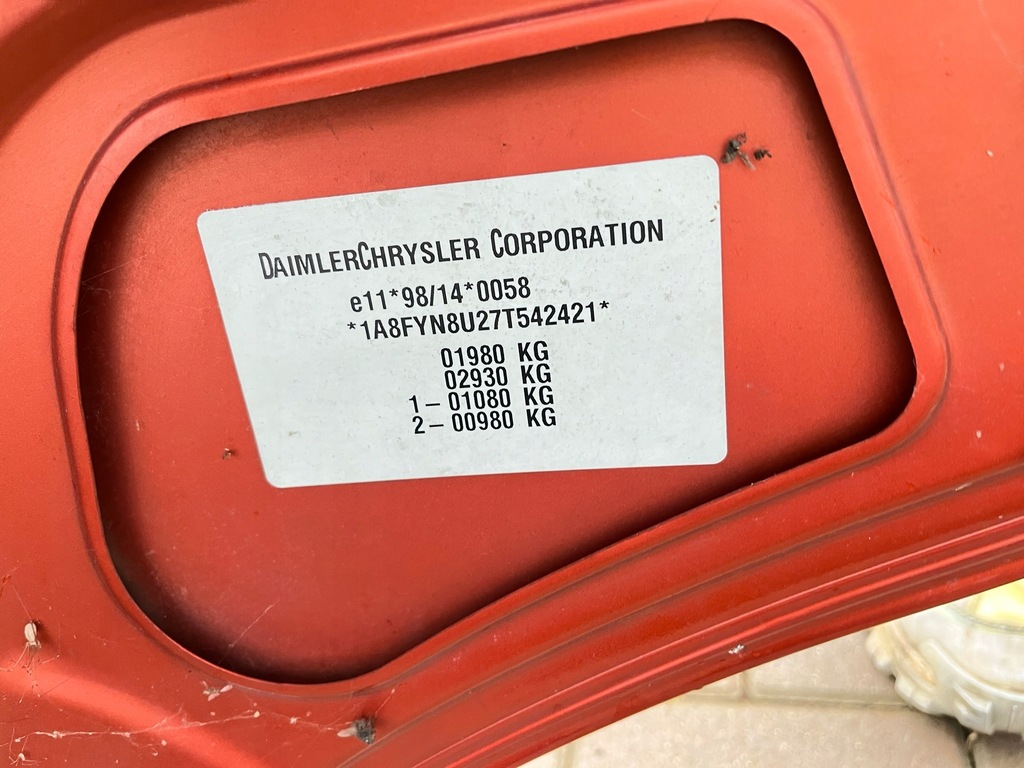 DAIMLERCHRYSLER CORPORATION
e11*98/14*0058
*1A8FYN8U27T542421*
01980 KG
02930 KG
1– 01080 KG
2– 00980 KG